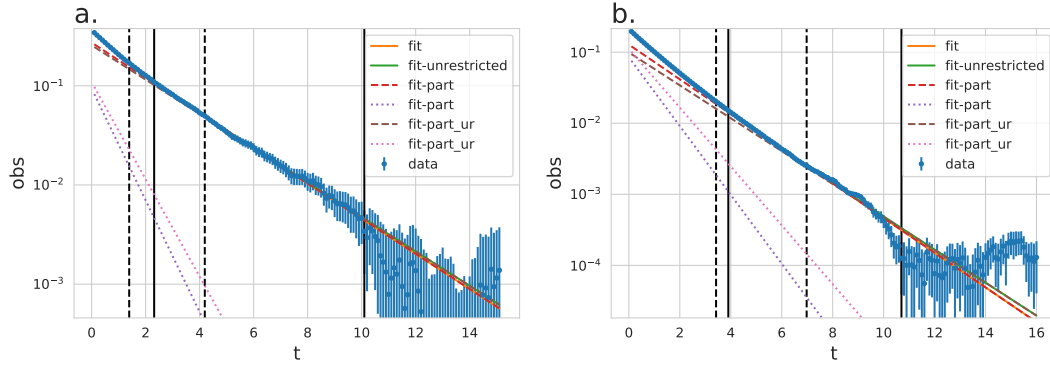 a.
obs
10⁻¹
10⁻²
10⁻³
0 2 4 6 8 10 12 14
t
fit
fit-unrestricted
fit-part
fit-part
fit-part_ur
fit-part_ur
data
b.
obs
10⁻¹
10⁻²
10⁻³
10⁻⁴
0 2 4 6 8 10 12 14 16
t
fit
fit-unrestricted
fit-part
fit-part
fit-part_ur
fit-part_ur
data